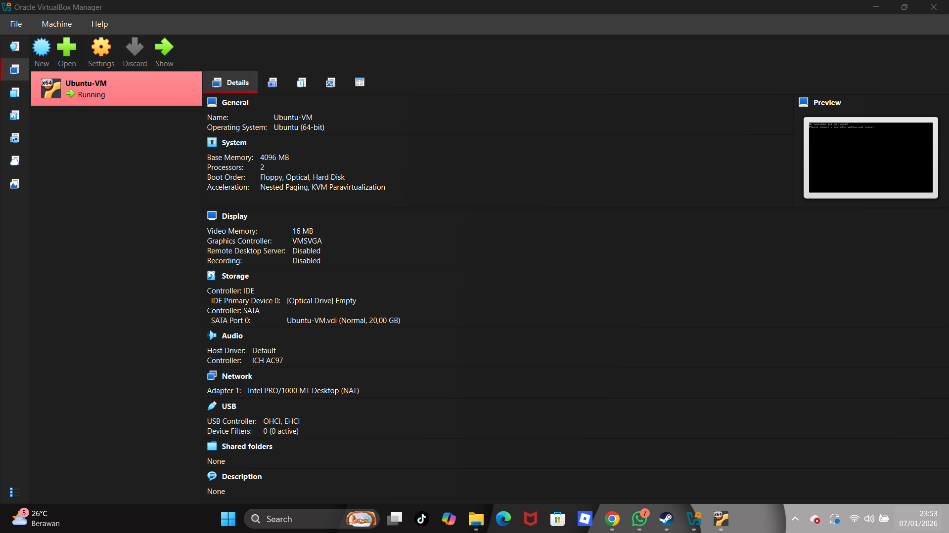 Oracle VirtualBox Manager
File Machine Help
New Open Settings Discard Show
Ubuntu-VM
Running
Details
General
Name: Ubuntu-VM
Operating System: Ubuntu (64-bit)
System
Base Memory: 4096 MB
Processors: 2
Boot Order: Floppy, Optical, Hard Disk
Acceleration: Nested Paging, KVM Paravirtualization
Preview
Display
Video Memory: 16 MB
Graphics Controller: VMSVGA
Remote Desktop Server: Disabled
Recording: Disabled
Storage
Controller: IDE
IDE Primary Device 0: [Optical Drive] Empty
Controller: SATA
SATA Port 0: Ubuntu-VM.vdi (Normal, 20,00 GB)
Audio
Host Driver: Default
Controller: ICH AC97
Network
Adapter 1: Intel PRO/1000 MT Desktop (NAT)
USB
USB Controller: OHCI, EHCI
Device Filters: 0 (0 active)
Shared folders
None
Description
None
5
26°C
Berawan
Search
23:53
07/01/2026